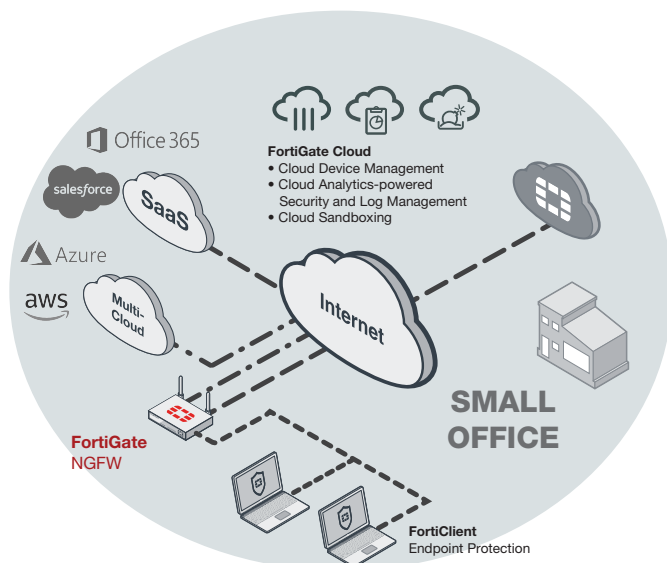 Office 365
salesforce
SaaS
Azure
aws
Multi-
Cloud
FortiGate Cloud
• Cloud Device Management
• Cloud Analytics-powered
Security and Log Management
• Cloud Sandboxing
Internet
SMALL
OFFICE
FortiGate
NGFW
FortiClient
Endpoint Protection